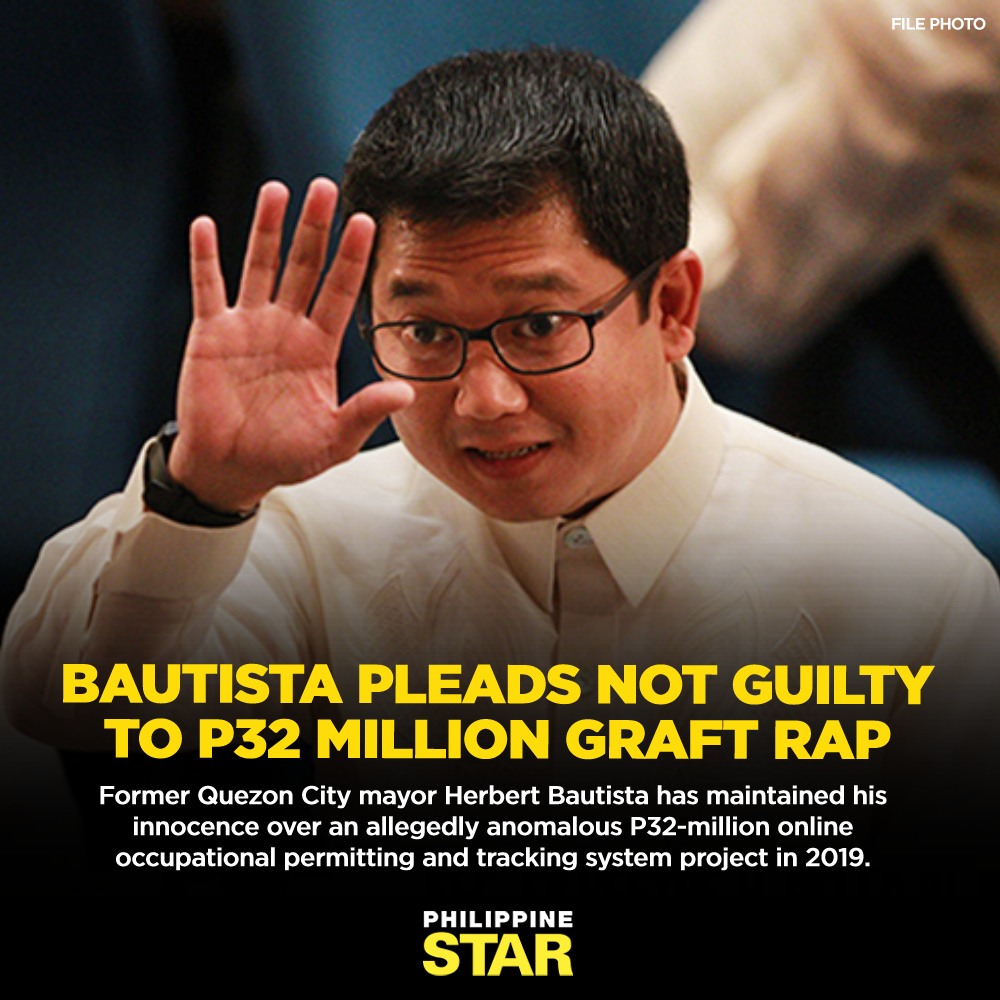 FILE PHOTO
BAUTISTA PLEADS NOT GUILTY
TO P32 MILLION GRAFT RAP
Former Quezon City mayor Herbert Bautista has maintained his
innocence over an allegedly anomalous P32-million online
occupational permitting and tracking system project in 2019.
PHILIPPINE
STAR